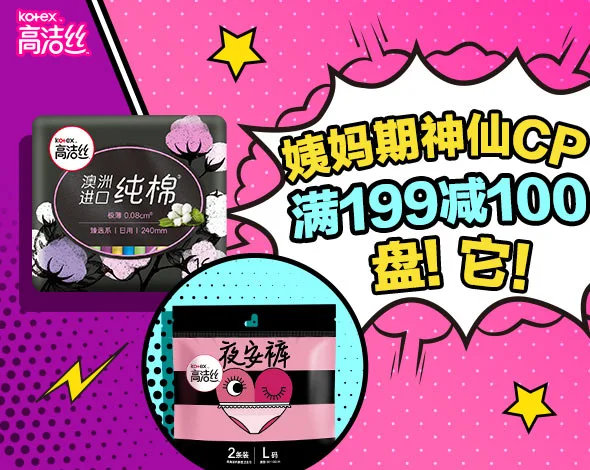 Kotex
高洁丝
姨妈期神仙CP
满199减100
盘! 它!
Kotex
高洁丝
澳洲
进口纯棉
极薄 0.08cm
臻选系 | 日用 | 240mm
夜安裤
Kotex
高洁丝
2条装
L码